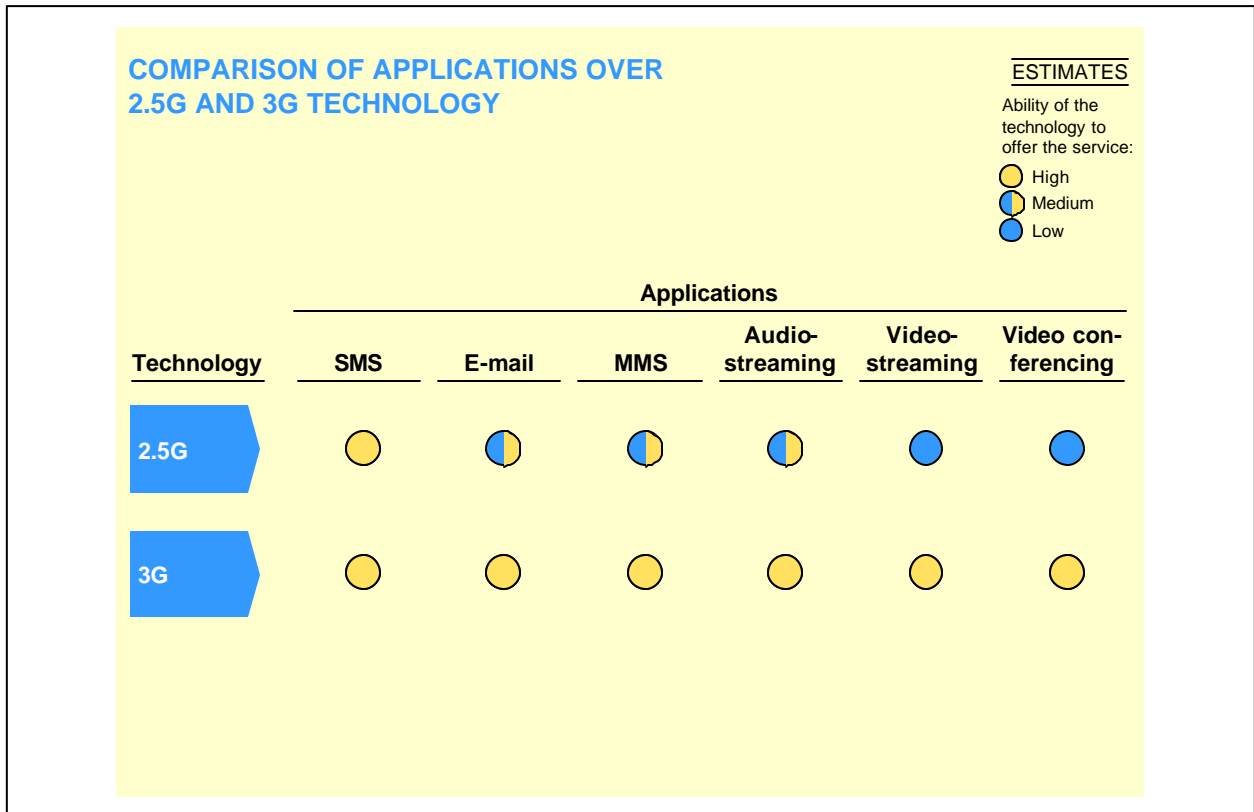 COMPARISON OF APPLICATIONS OVER
2.5G AND 3G TECHNOLOGY
ESTIMATES
Ability of the
technology to
offer the service:
High
Medium
Low
Applications
Technology
SMS
E-mail
MMS
Audio-
streaming
Video-
streaming
Video con-
ferencing
2.5G
3G